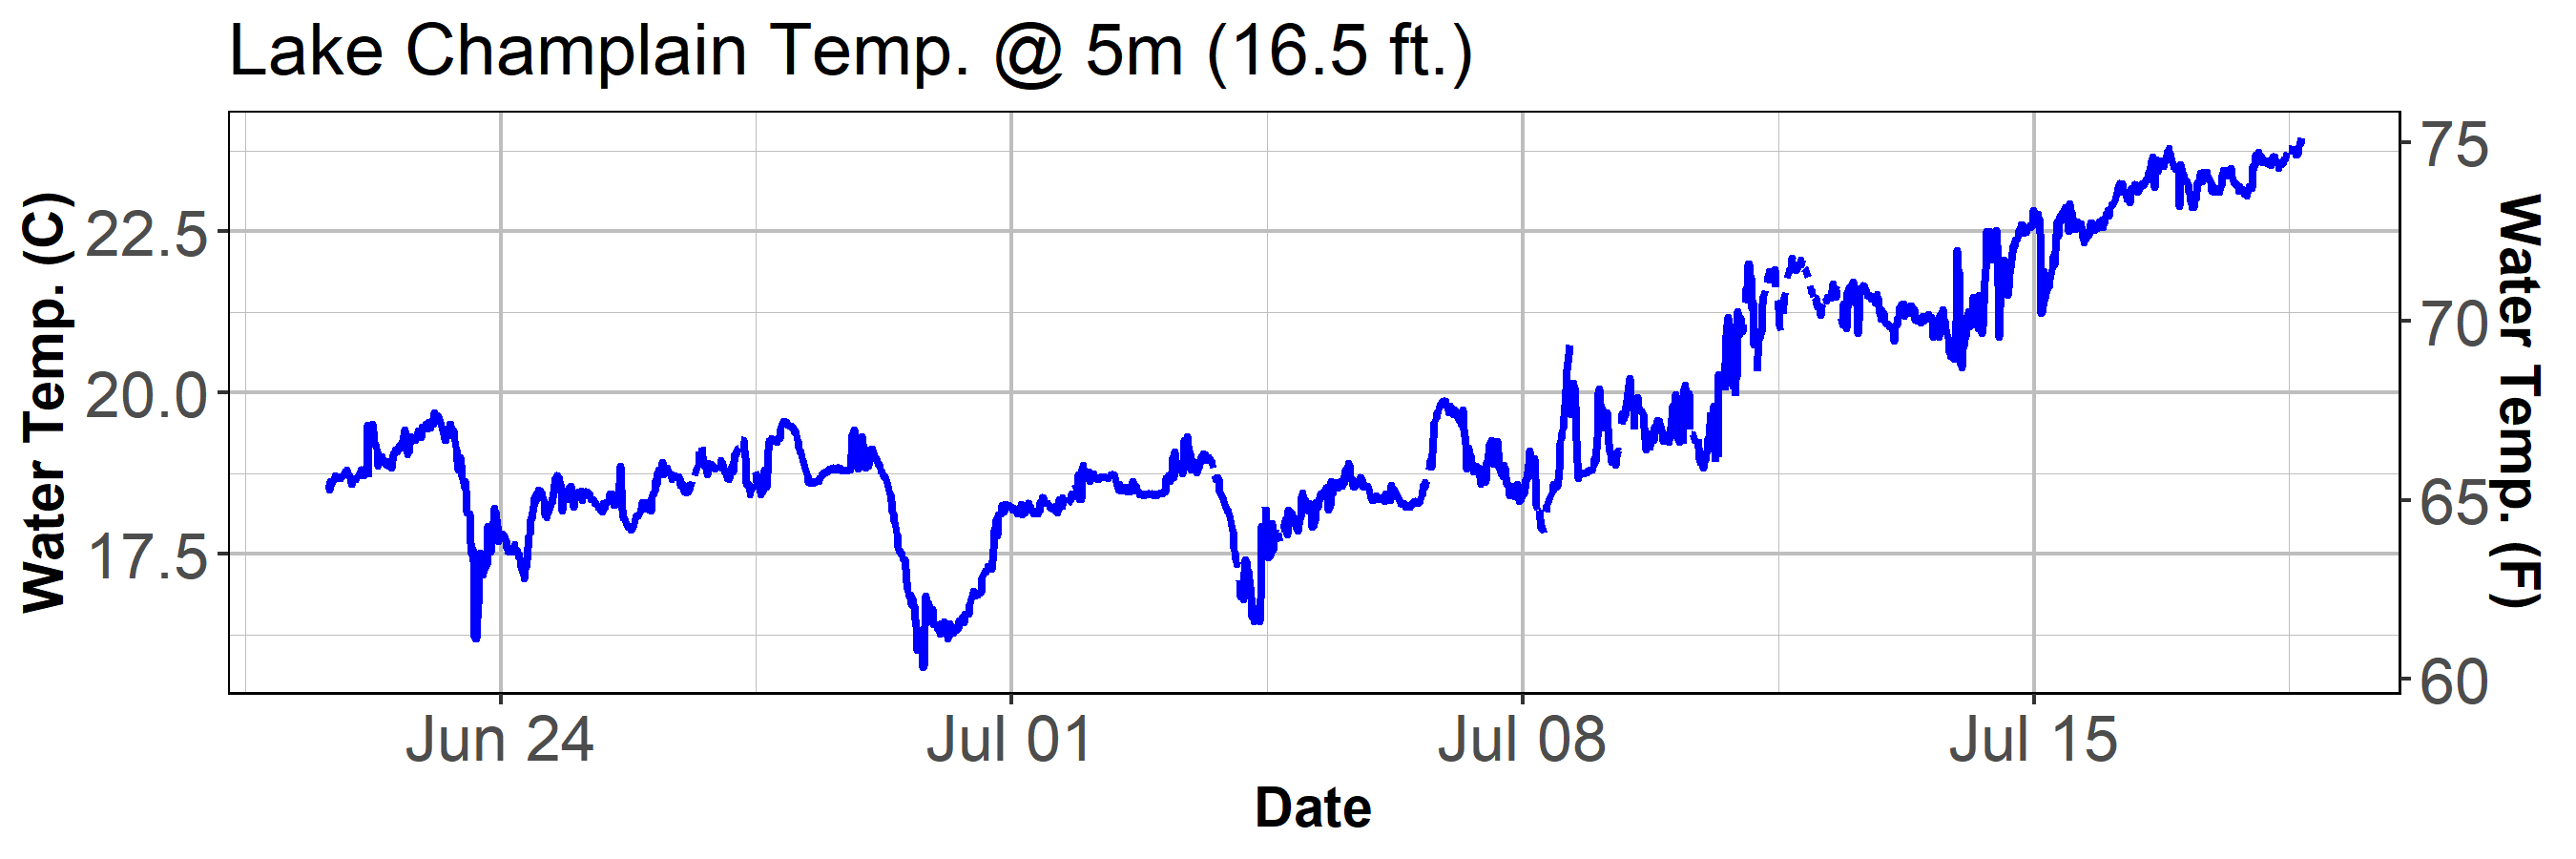 Lake Champlain Temp. @ 5m (16.5 ft.)
Water Temp. (C)
22.5
20.0
17.5
75
70
65
60
Water Temp. (F)
Jun 24
Jul 01
Jul 08
Jul 15
Date